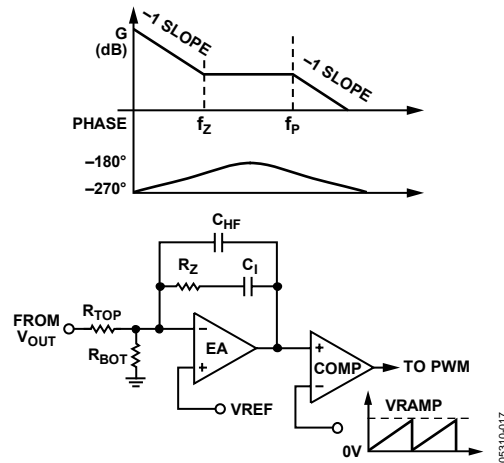 G
(dB)
–1 SLOPE
–1 SLOPE
PHASE
fZ
fP
–180°
–270°
CHF
RZ
CI
RTOP
FROM
VOUT
RBOT
–
EA
+
VREF
+
COMP
–
TO PWM
VRAMP
0V
05310-017